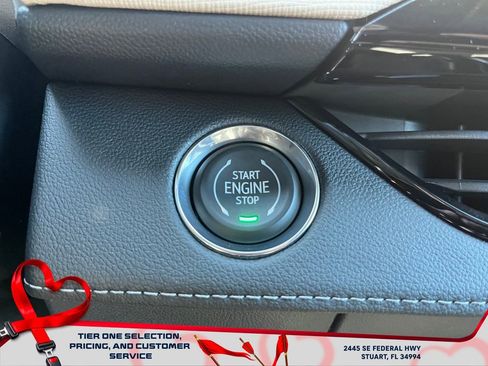 START
ENGINE
STOP
TIER ONE SELECTION,
PRICING, AND CUSTOMER
SERVICE
2445 SE FEDERAL HWY
STUART, FL 34994